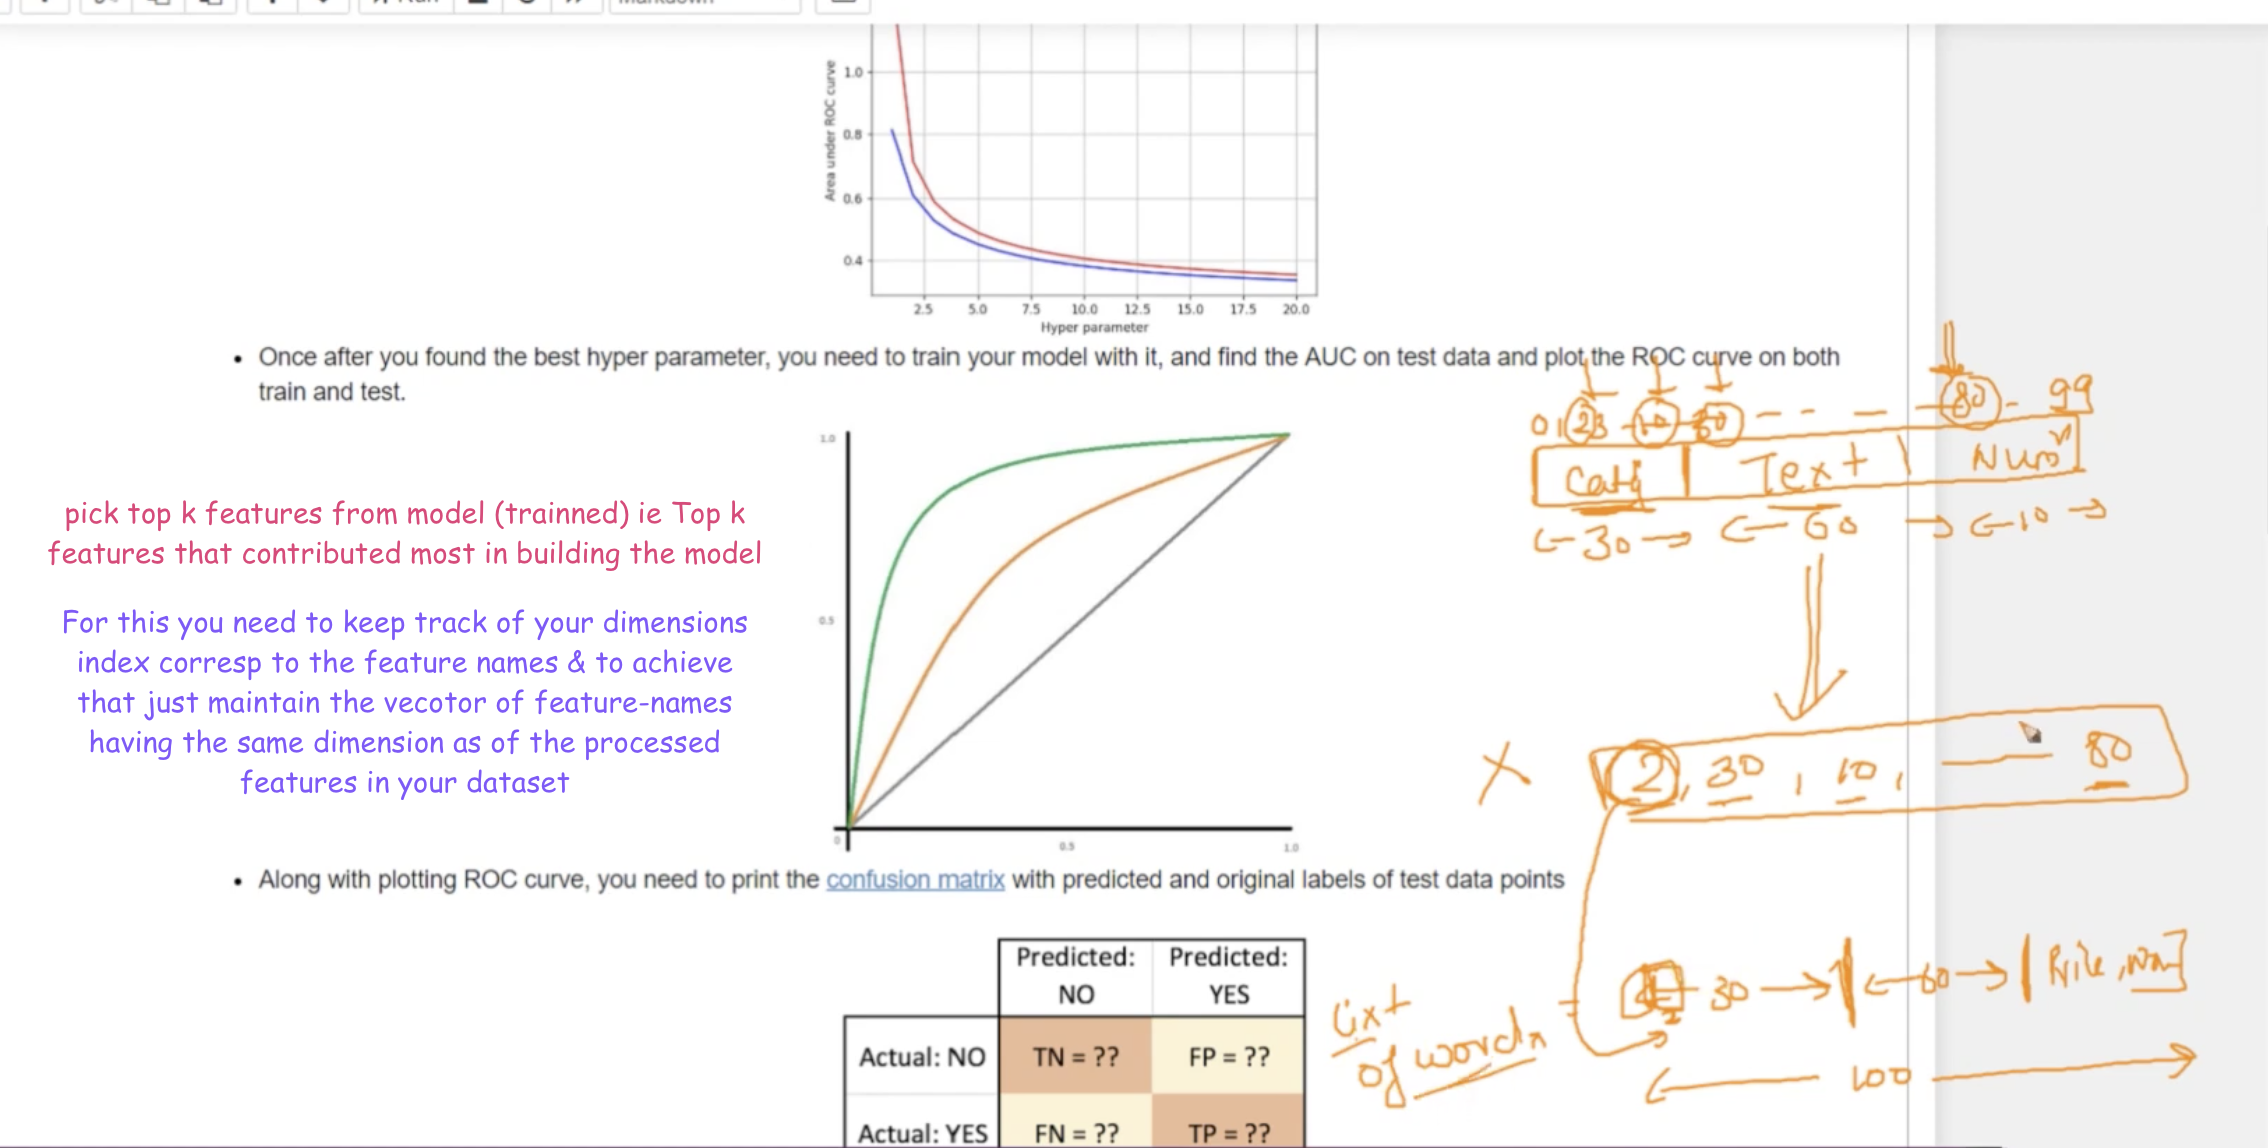 Area under ROC curve
1.0
0.8
0.6
0.4
2.5 5.0 7.5 10.0 12.5 15.0 17.5 20.0
Hyper parameter
• Once after you found the best hyper parameter, you need to train your model with it, and find the AUC on test data and plot the ROC curve on both
train and test.
pick top k features from model (trainned) ie Top k
features that contributed most in building the model
For this you need to keep track of your dimensions
index corresp to the feature names & to achieve
that just maintain the vecotor of feature-names
having the same dimension as of the processed
features in your dataset
1.0
0.5
0
0.5 1.0
80 - 99
Text Num
30 60 10
X 2, 30, 10, 80
• Along with plotting ROC curve, you need to print the confusion matrix with predicted and original labels of test data points
Predicted: NO
Predicted: YES
Actual: NO TN = ?? FP = ??
Actual: YES FN = ?? TP = ??
30 60
of words =
100